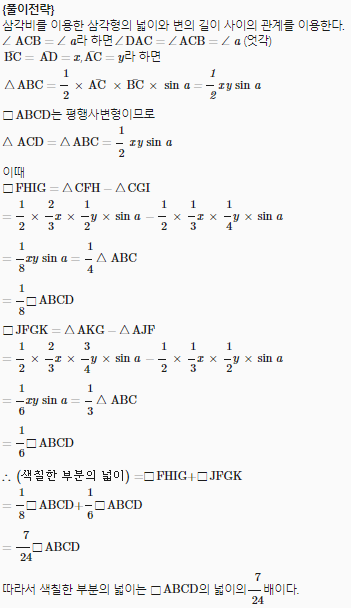 {풀이전략}
삼각비를 이용한 삼각형의 넓이와 변의 길이 사이의 관계를 이용한다.
∠ACB=∠a라 하면∠DAC=∠ACB=∠a (엇각)
B̅C̅ = A̅D̅ = x, A̅C̅ = y라 하면
△ABC = 1/2 × A̅C̅ × B̅C̅ × sin a = 1/2 xy sin a
□ABCD는 평행사변형이므로
△ACD = △ABC = 1/2 xy sin a
이때
□FHIG = △CFH − △CGI
= 1/2 × 2/3 x × 1/2 y × sin a − 1/2 × 1/3 x × 1/4 y × sin a
= 1/8 xy sin a = 1/4 △ABC
= 1/8 □ABCD
□JFGK = △AKG − △AJF
= 1/2 × 2/3 x × 3/4 y × sin a − 1/2 × 1/3 x × 1/2 y × sin a
= 1/6 xy sin a = 1/3 △ABC
= 1/6 □ABCD
∴ (색칠한 부분의 넓이) =□FHIG+□JFGK
= 1/8 □ABCD+ 1/6 □ABCD
= 7/24 □ABCD
따라서 색칠한 부분의 넓이는 □ABCD의 넓이의 7/24 배이다.